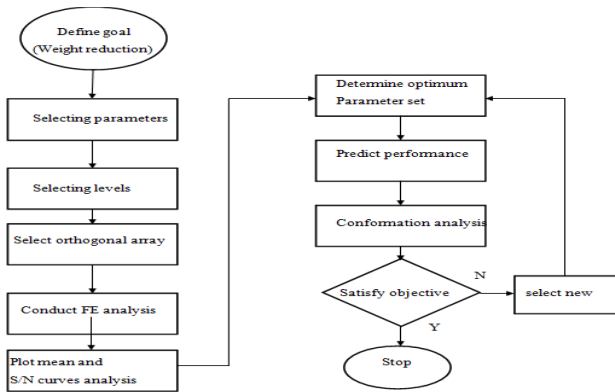 Define goal
(Weight reduction)
Selecting parameters
Selecting levels
Select orthogonal array
Conduct FE analysis
Plot mean and
S/N curves analysis
Determine optimum
Parameter set
Predict performance
Conformation analysis
Satisfy objective
N
select new
Y
Stop